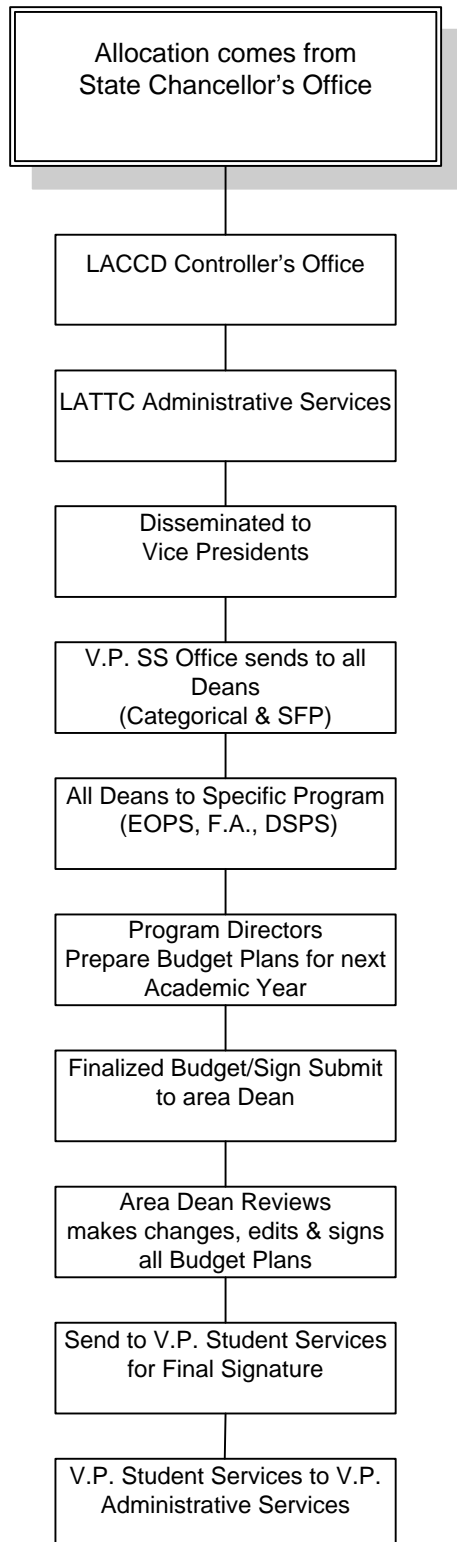 Allocation comes from
State Chancellor's Office
LACCD Controller's Office
LATTC Administrative Services
Disseminated to
Vice Presidents
V.P. SS Office sends to all
Deans
(Categorical & SFP)
All Deans to Specific Program
(EOPS, F.A., DSPS)
Program Directors
Prepare Budget Plans for next
Academic Year
Finalized Budget/Sign Submit
to area Dean
Area Dean Reviews
makes changes, edits & signs
all Budget Plans
Send to V.P. Student Services
for Final Signature
V.P. Student Services to V.P.
Administrative Services